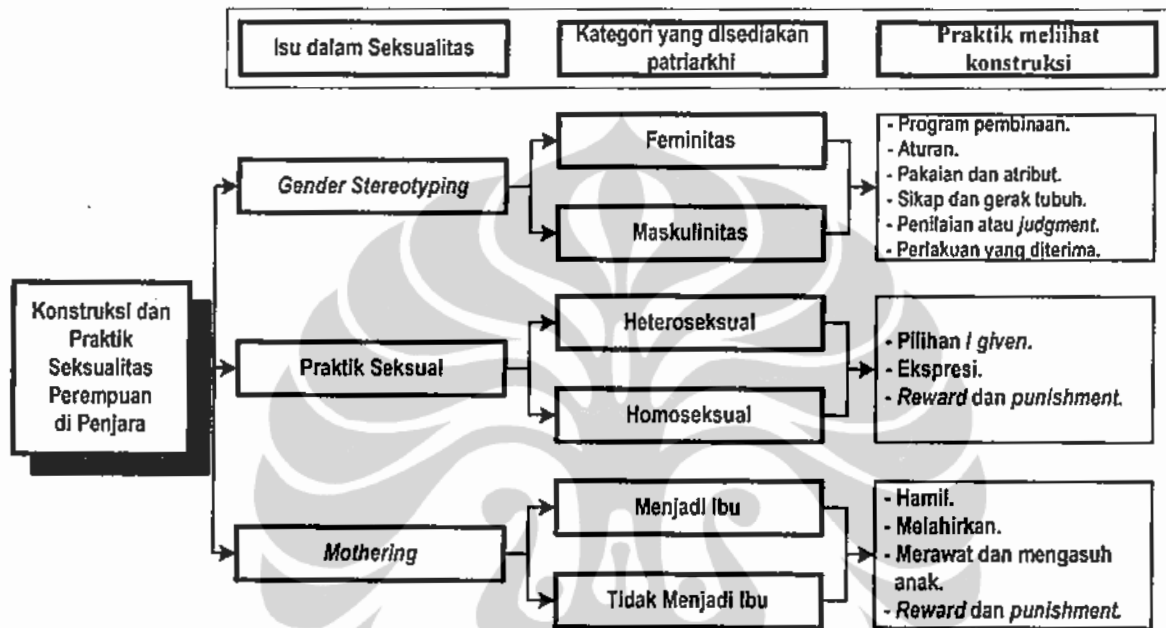 Isu dalam Seksualitas
Kategori yang disediakan
patriarkhi
Praktik meliihat
konstruksi
Konstruksi dan
Praktik
Seksualitas
Perempuan
di Penjara
Gender Stereotyping
Feminitas
Maskulinitas
- Program pembinaan.
- Aturan.
- Pakaian dan atribut.
- Sikap dan gerak tubuh.
- Penilaian atau judgment.
- Perlakuan yang diterima.
Praktik Seksual
Heteroseksual
Homoseksual
- Pilihan / given.
- Ekspresi.
- Reward dan punishment.
Mothering
Menjadi Ibu
Tidak Menjadi Ibu
- Hamil.
- Melahirkan.
- Merawat dan mengasuh
anak.
- Reward dan punishment.